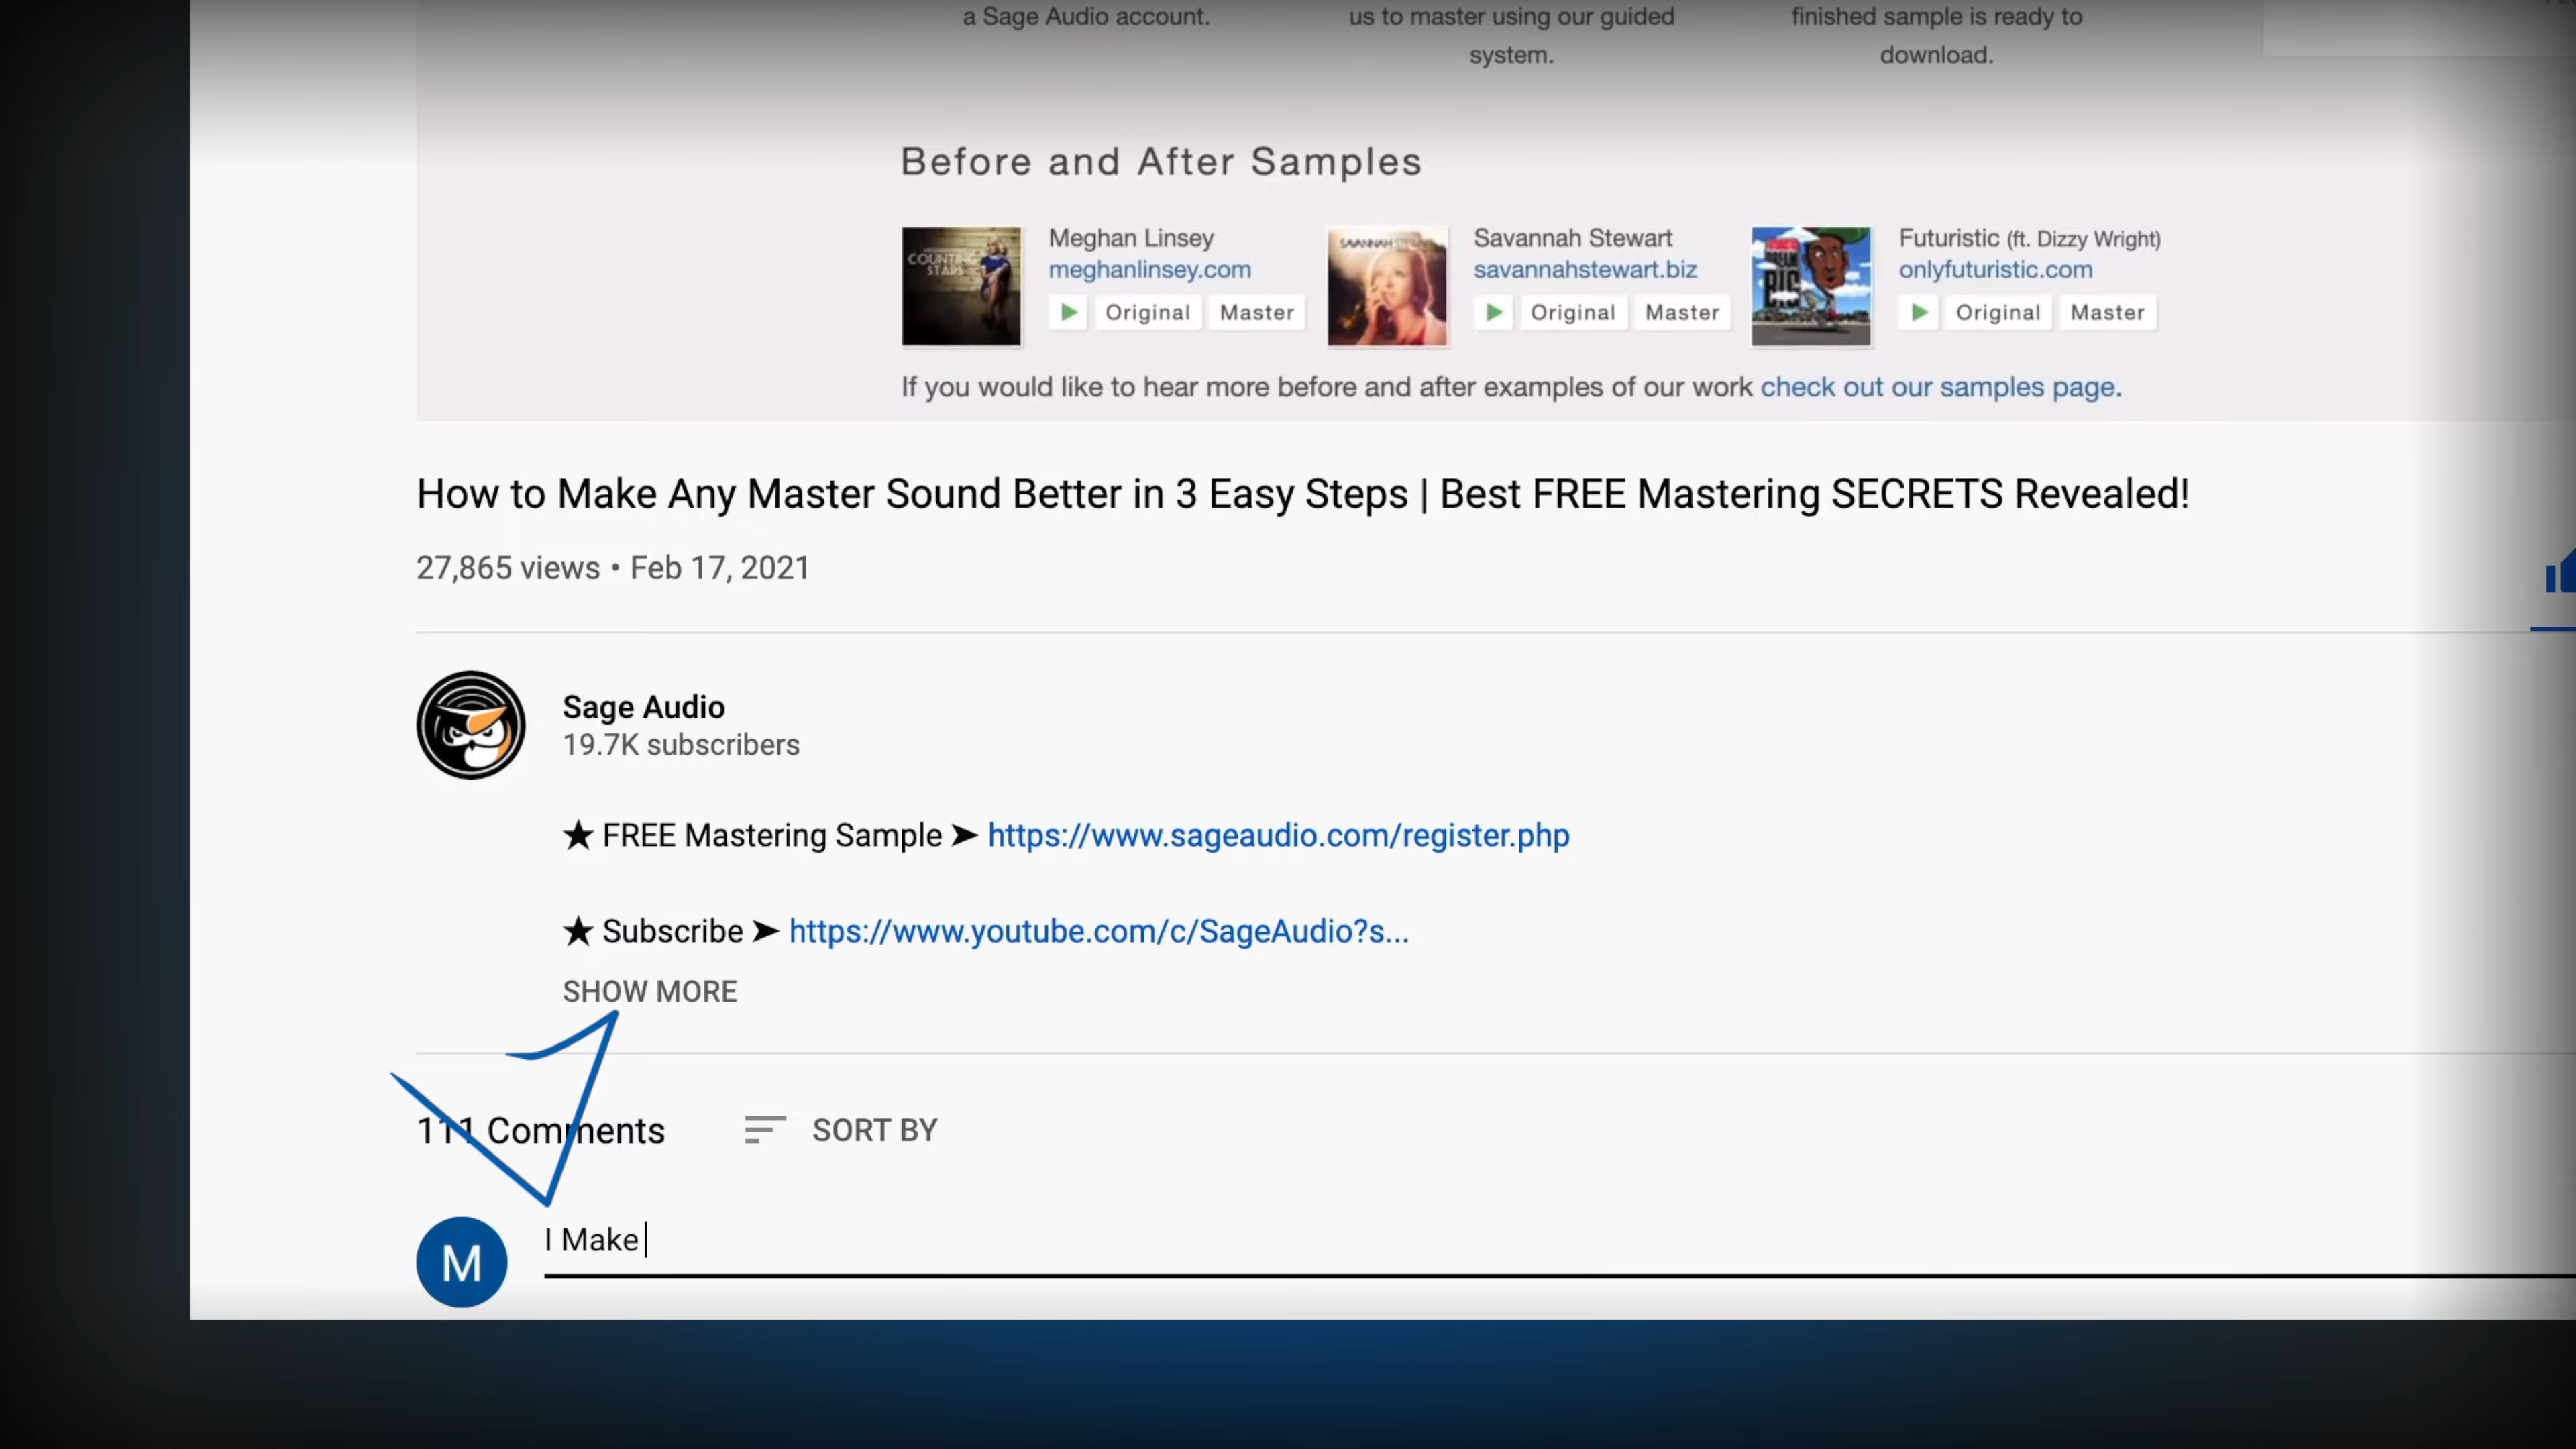 a Sage Audio account.
us to master using our guided
system.
finished sample is ready to
download.
Before and After Samples
COUNTING
STARS
Meghan Linsey
meghanlinsey.com
Original Master
SAVANNAH
Savannah Stewart
savannahstewart.biz
Original Master
DREAM
BIG
Futuristic (ft. Dizzy Wright)
onlyfuturistic.com
Original Master
If you would like to hear more before and after examples of our work check out our samples page.
How to Make Any Master Sound Better in 3 Easy Steps | Best FREE Mastering SECRETS Revealed!
27,865 views • Feb 17, 2021
Sage Audio
19.7K subscribers
★ FREE Mastering Sample ➤ https://www.sageaudio.com/register.php
★ Subscribe ➤ https://www.youtube.com/c/SageAudio?s...
SHOW MORE
111 Comments
SORT BY
M
I Make